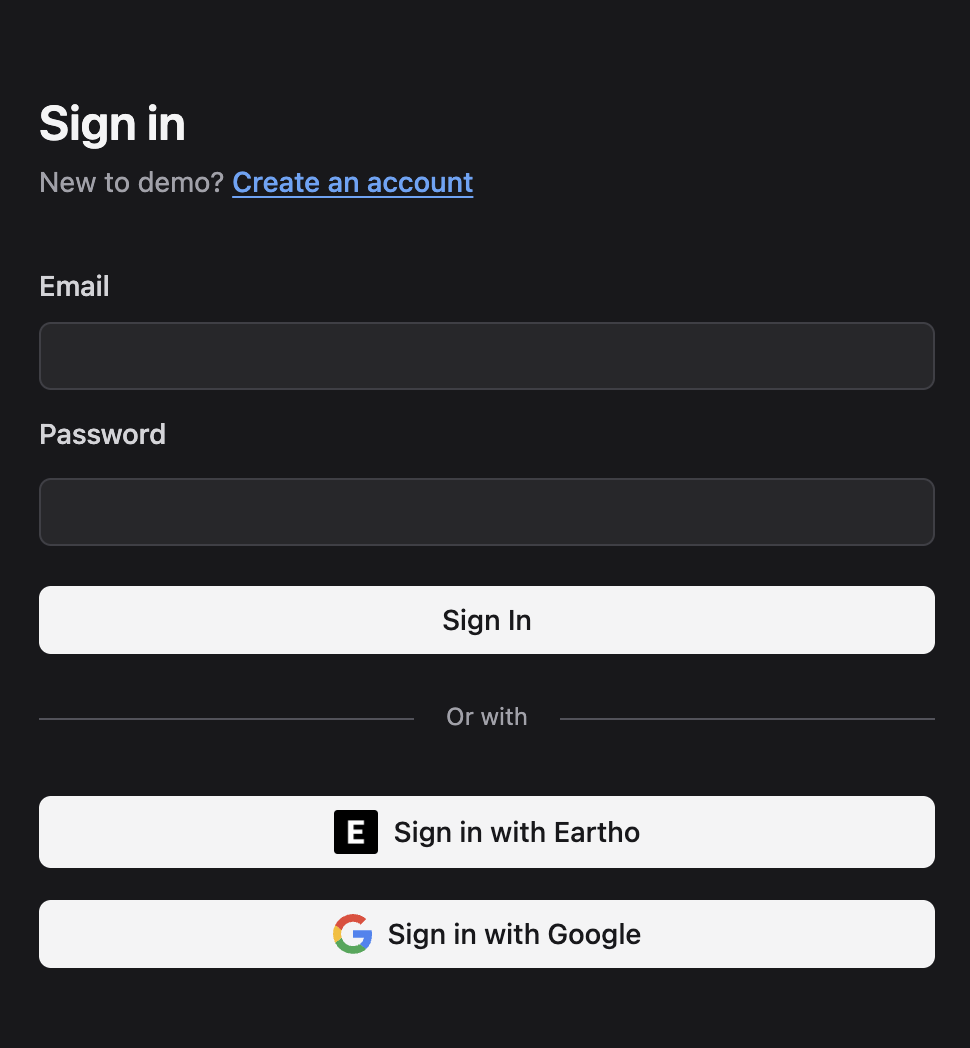 Sign in
New to demo? Create an account
Email
Password
Sign In
Or with
E Sign in with Eartho
Sign in with Google